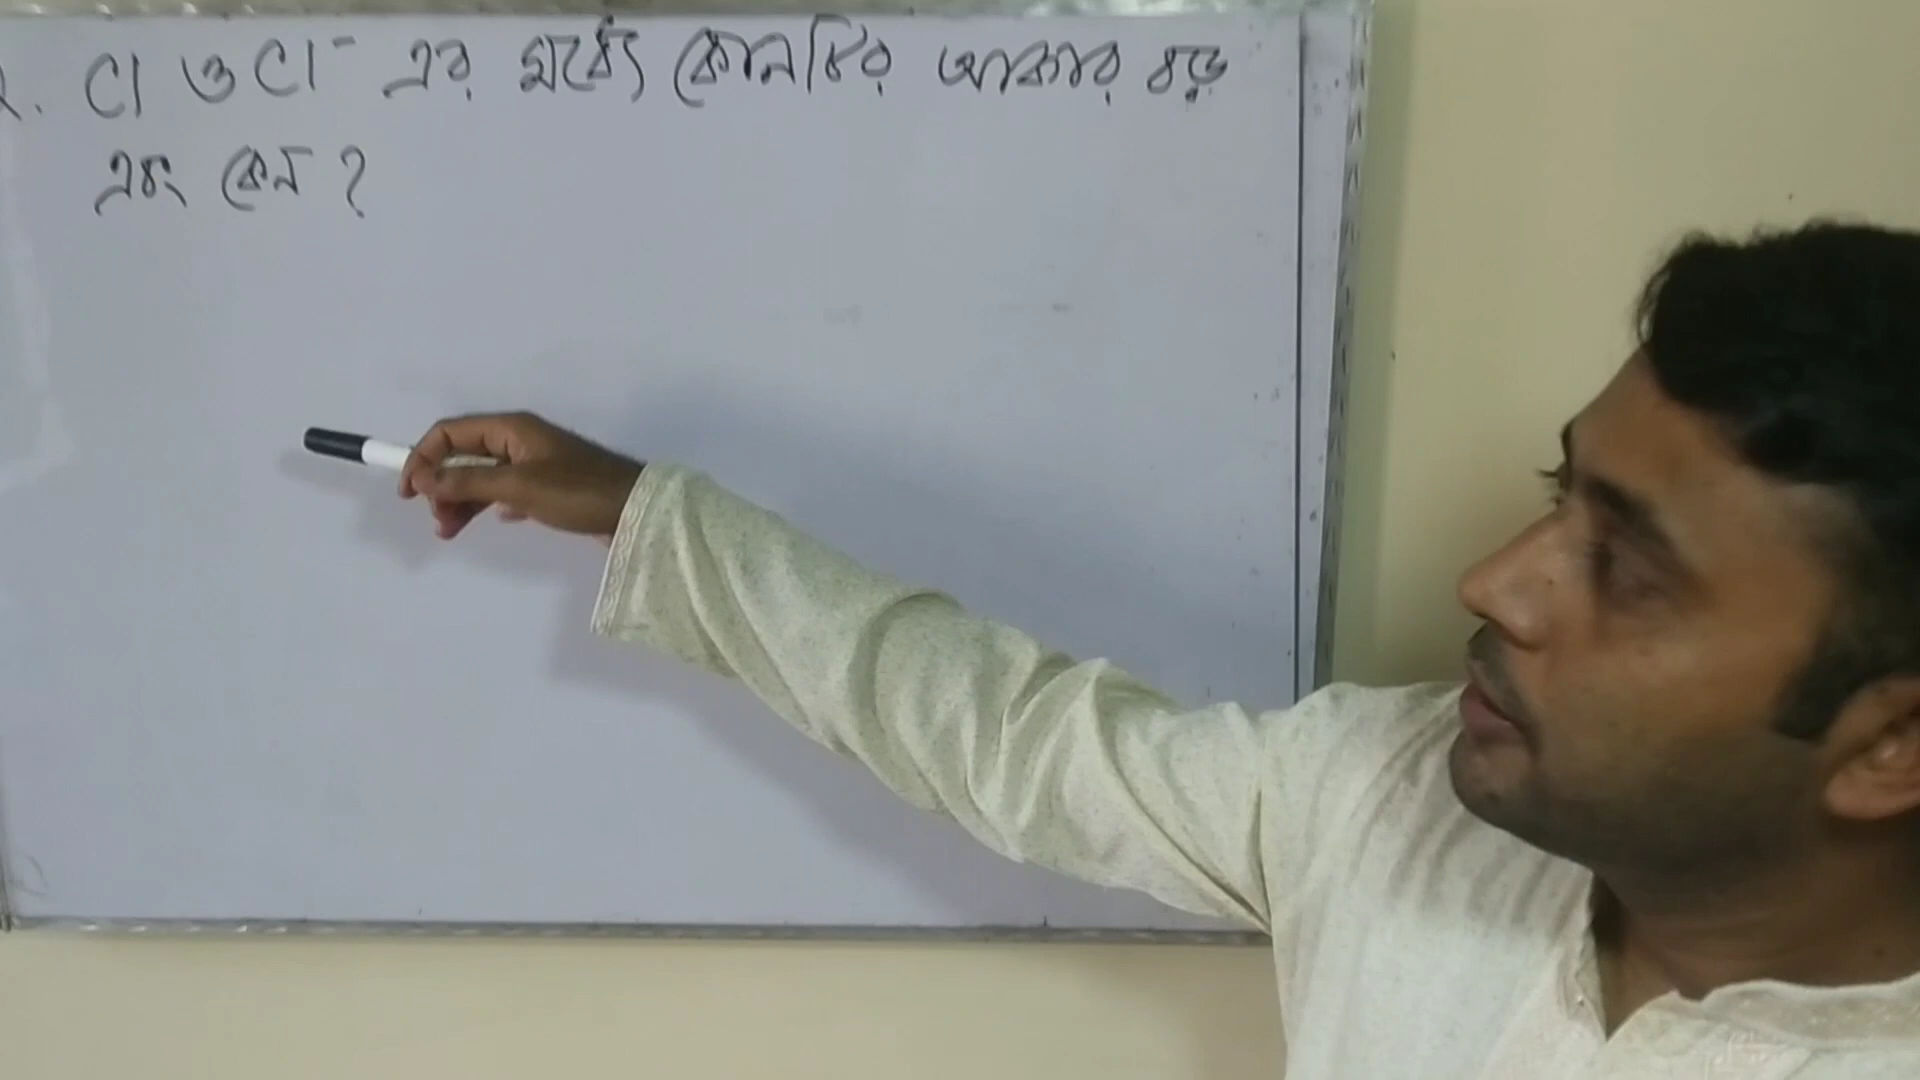 ২. Cl ও Cl⁻ এর মধ্যে কোনটির আকার বড়
এবং কেন ?